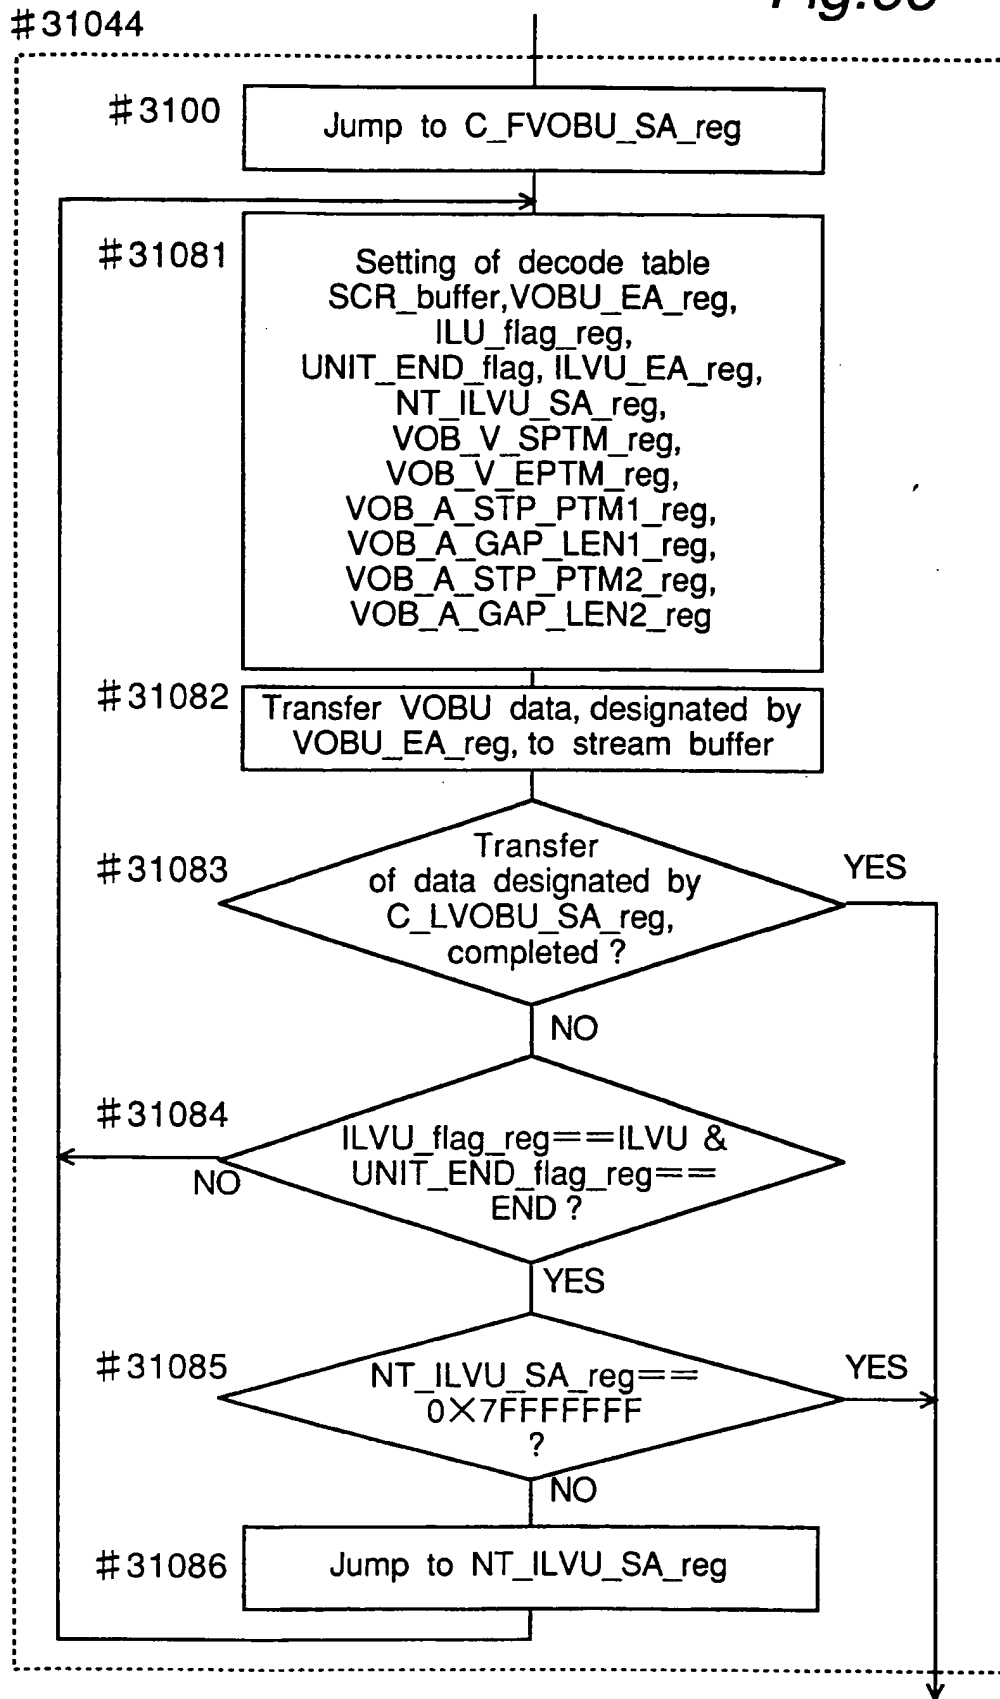 #31044
#3100
Jump to C_FVOBU_SA_reg
#31081
Setting of decode table
SCR_buffer,VOBU_EA_reg,
ILU_flag_reg,
UNIT_END_flag, ILVU_EA_reg,
NT_ILVU_SA_reg,
VOB_V_SPTM_reg,
VOB_V_EPTM_reg,
VOB_A_STP_PTM1_reg,
VOB_A_GAP_LEN1_reg,
VOB_A_STP_PTM2_reg,
VOB_A_GAP_LEN2_reg
#31082
Transfer VOBU data, designated by
VOBU_EA_reg, to stream buffer
#31083
Transfer
of data designated by
C_LVOBU_SA_reg,
completed ?
YES
NO
#31084
ILVU_flag_reg==ILVU &
UNIT_END_flag_reg==
END ?
NO
YES
#31085
NT_ILVU_SA_reg==
0×7FFFFFFF
?
YES
NO
#31086
Jump to NT_ILVU_SA_reg